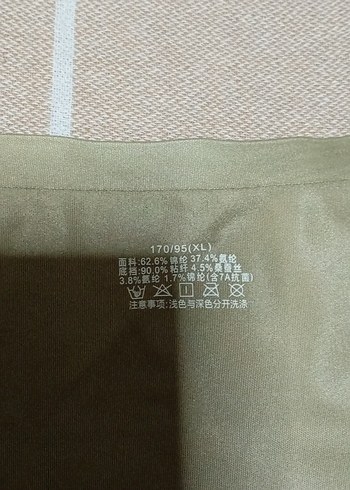 170/95(XL)
面料:62.6%锦纶 37.4%氨纶
底裆:90.0%粘纤 4.5%桑蚕丝
3.8%氨纶 1.7%锦纶(含7A抗菌)
注意事项:浅色与深色分开洗涤